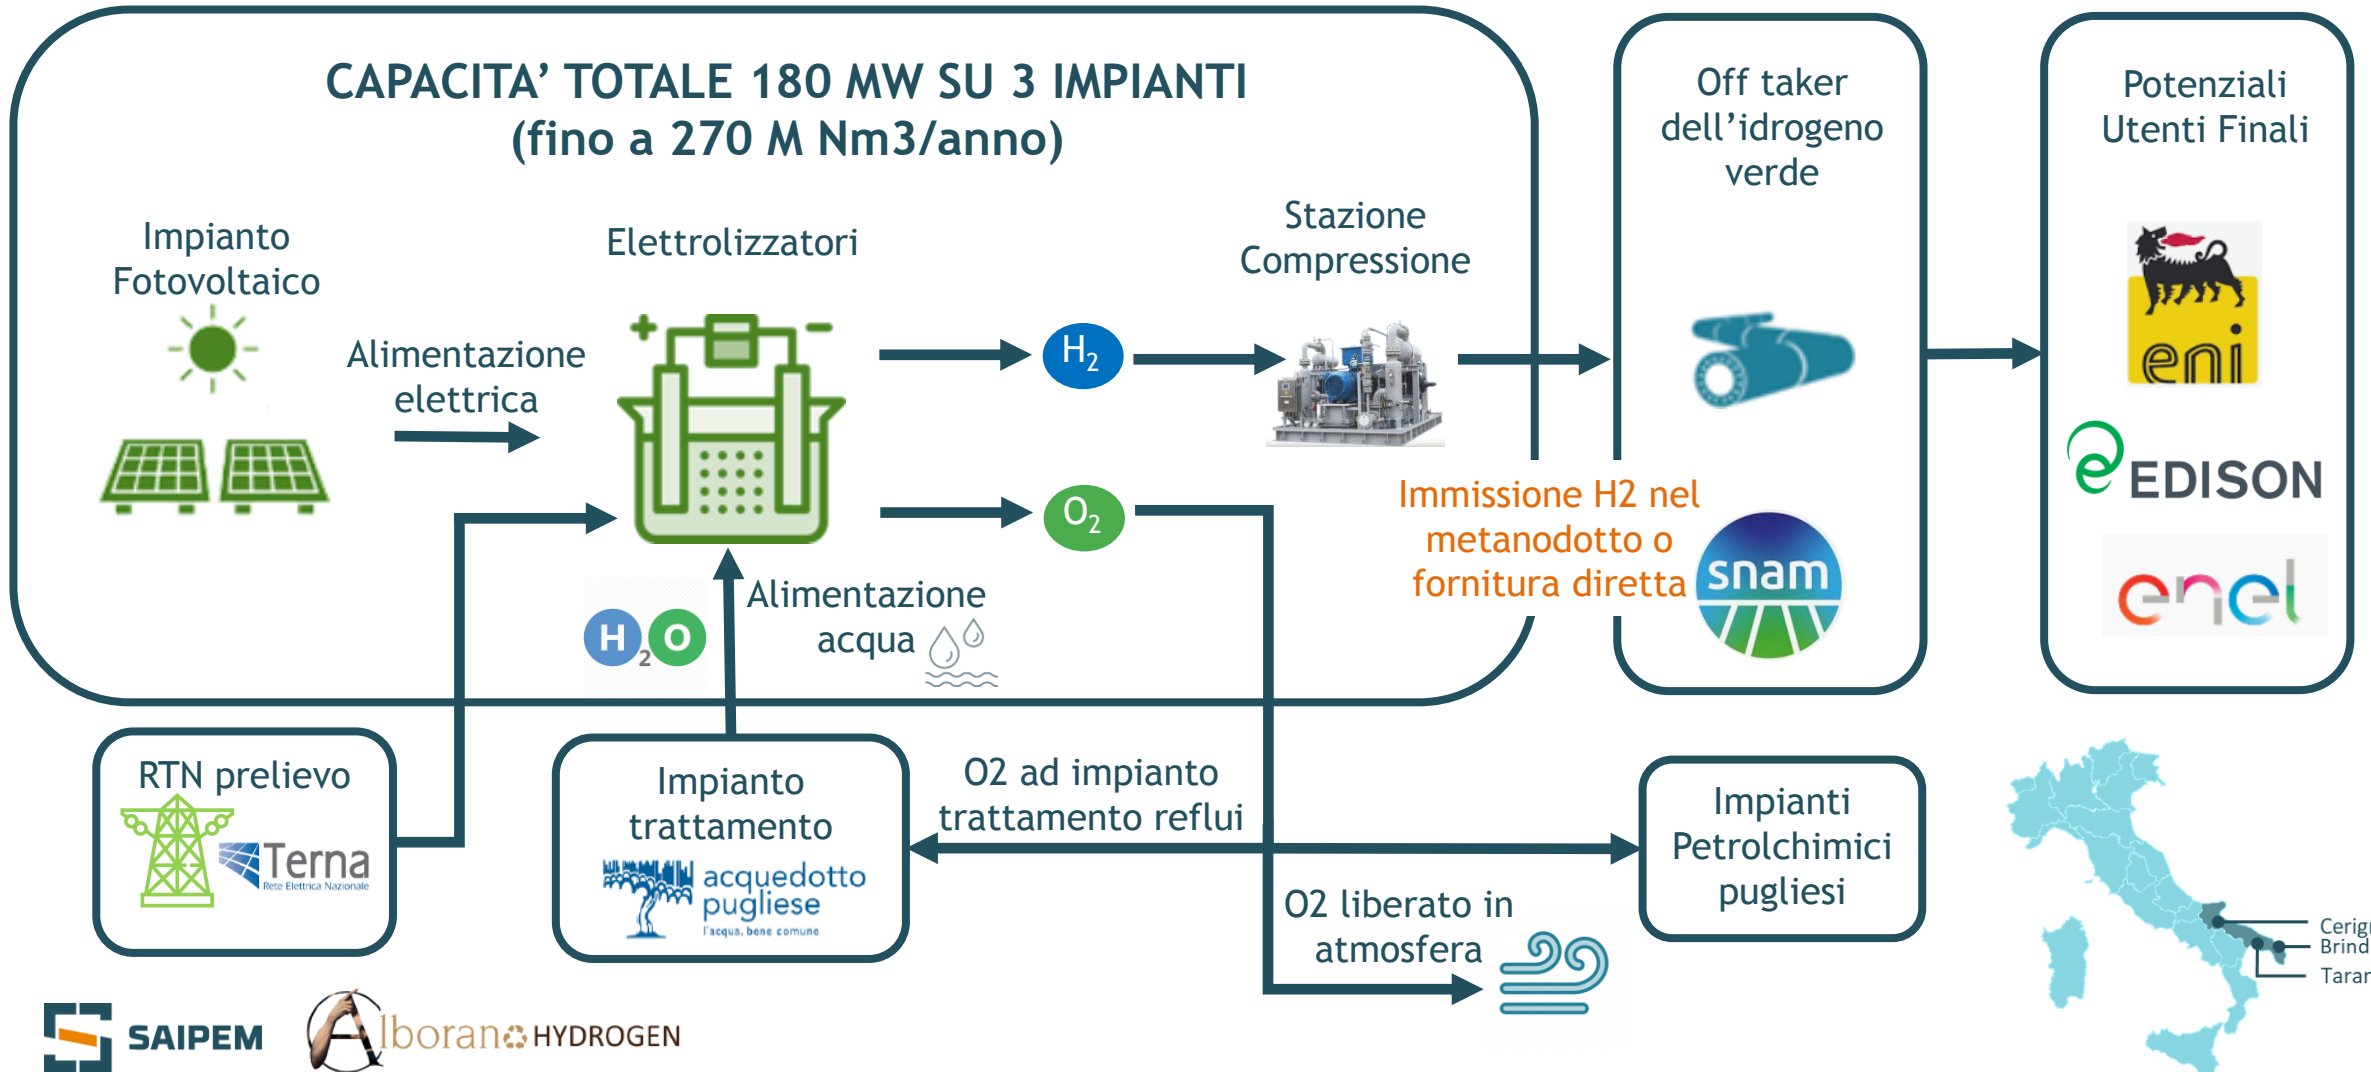 CAPACITA’ TOTALE 180 MW SU 3 IMPIANTI
(fino a 270 M Nm3/anno)
Impianto
Fotovoltaico
Alimentazione
elettrica
Elettrolizzatori
H2
O2
Stazione
Compressione
H2O
Alimentazione
acqua
Immissione H2 nel
metanodotto o
fornitura diretta
Off taker
dell’idrogeno
verde
snam
Potenziali
Utenti Finali
eni
EDISON
enel
RTN prelievo
Terna
Rete Elettrica Nazionale
Impianto
trattamento
acquedotto
pugliese
l'acqua, bene comune
O2 ad impianto
trattamento reflui
O2 liberato in
atmosfera
Impianti
Petrolchimici
pugliesi
Cerign
Brind
Taran
SAIPEM
Alboran HYDROGEN